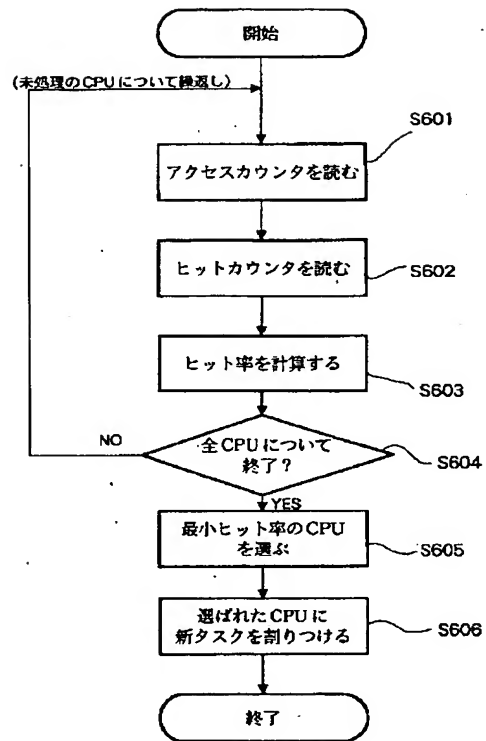 開始
(未処理のCPUについて繰返し)
S601
アクセスカウンタを読む
ヒットカウンタを読む
S602
ヒット率を計算する
S603
NO
全CPUについて
終了?
S604
YES
最小ヒット率のCPU
を選ぶ
S605
選ばれたCPUに
新タスクを割りつける
S606
終了